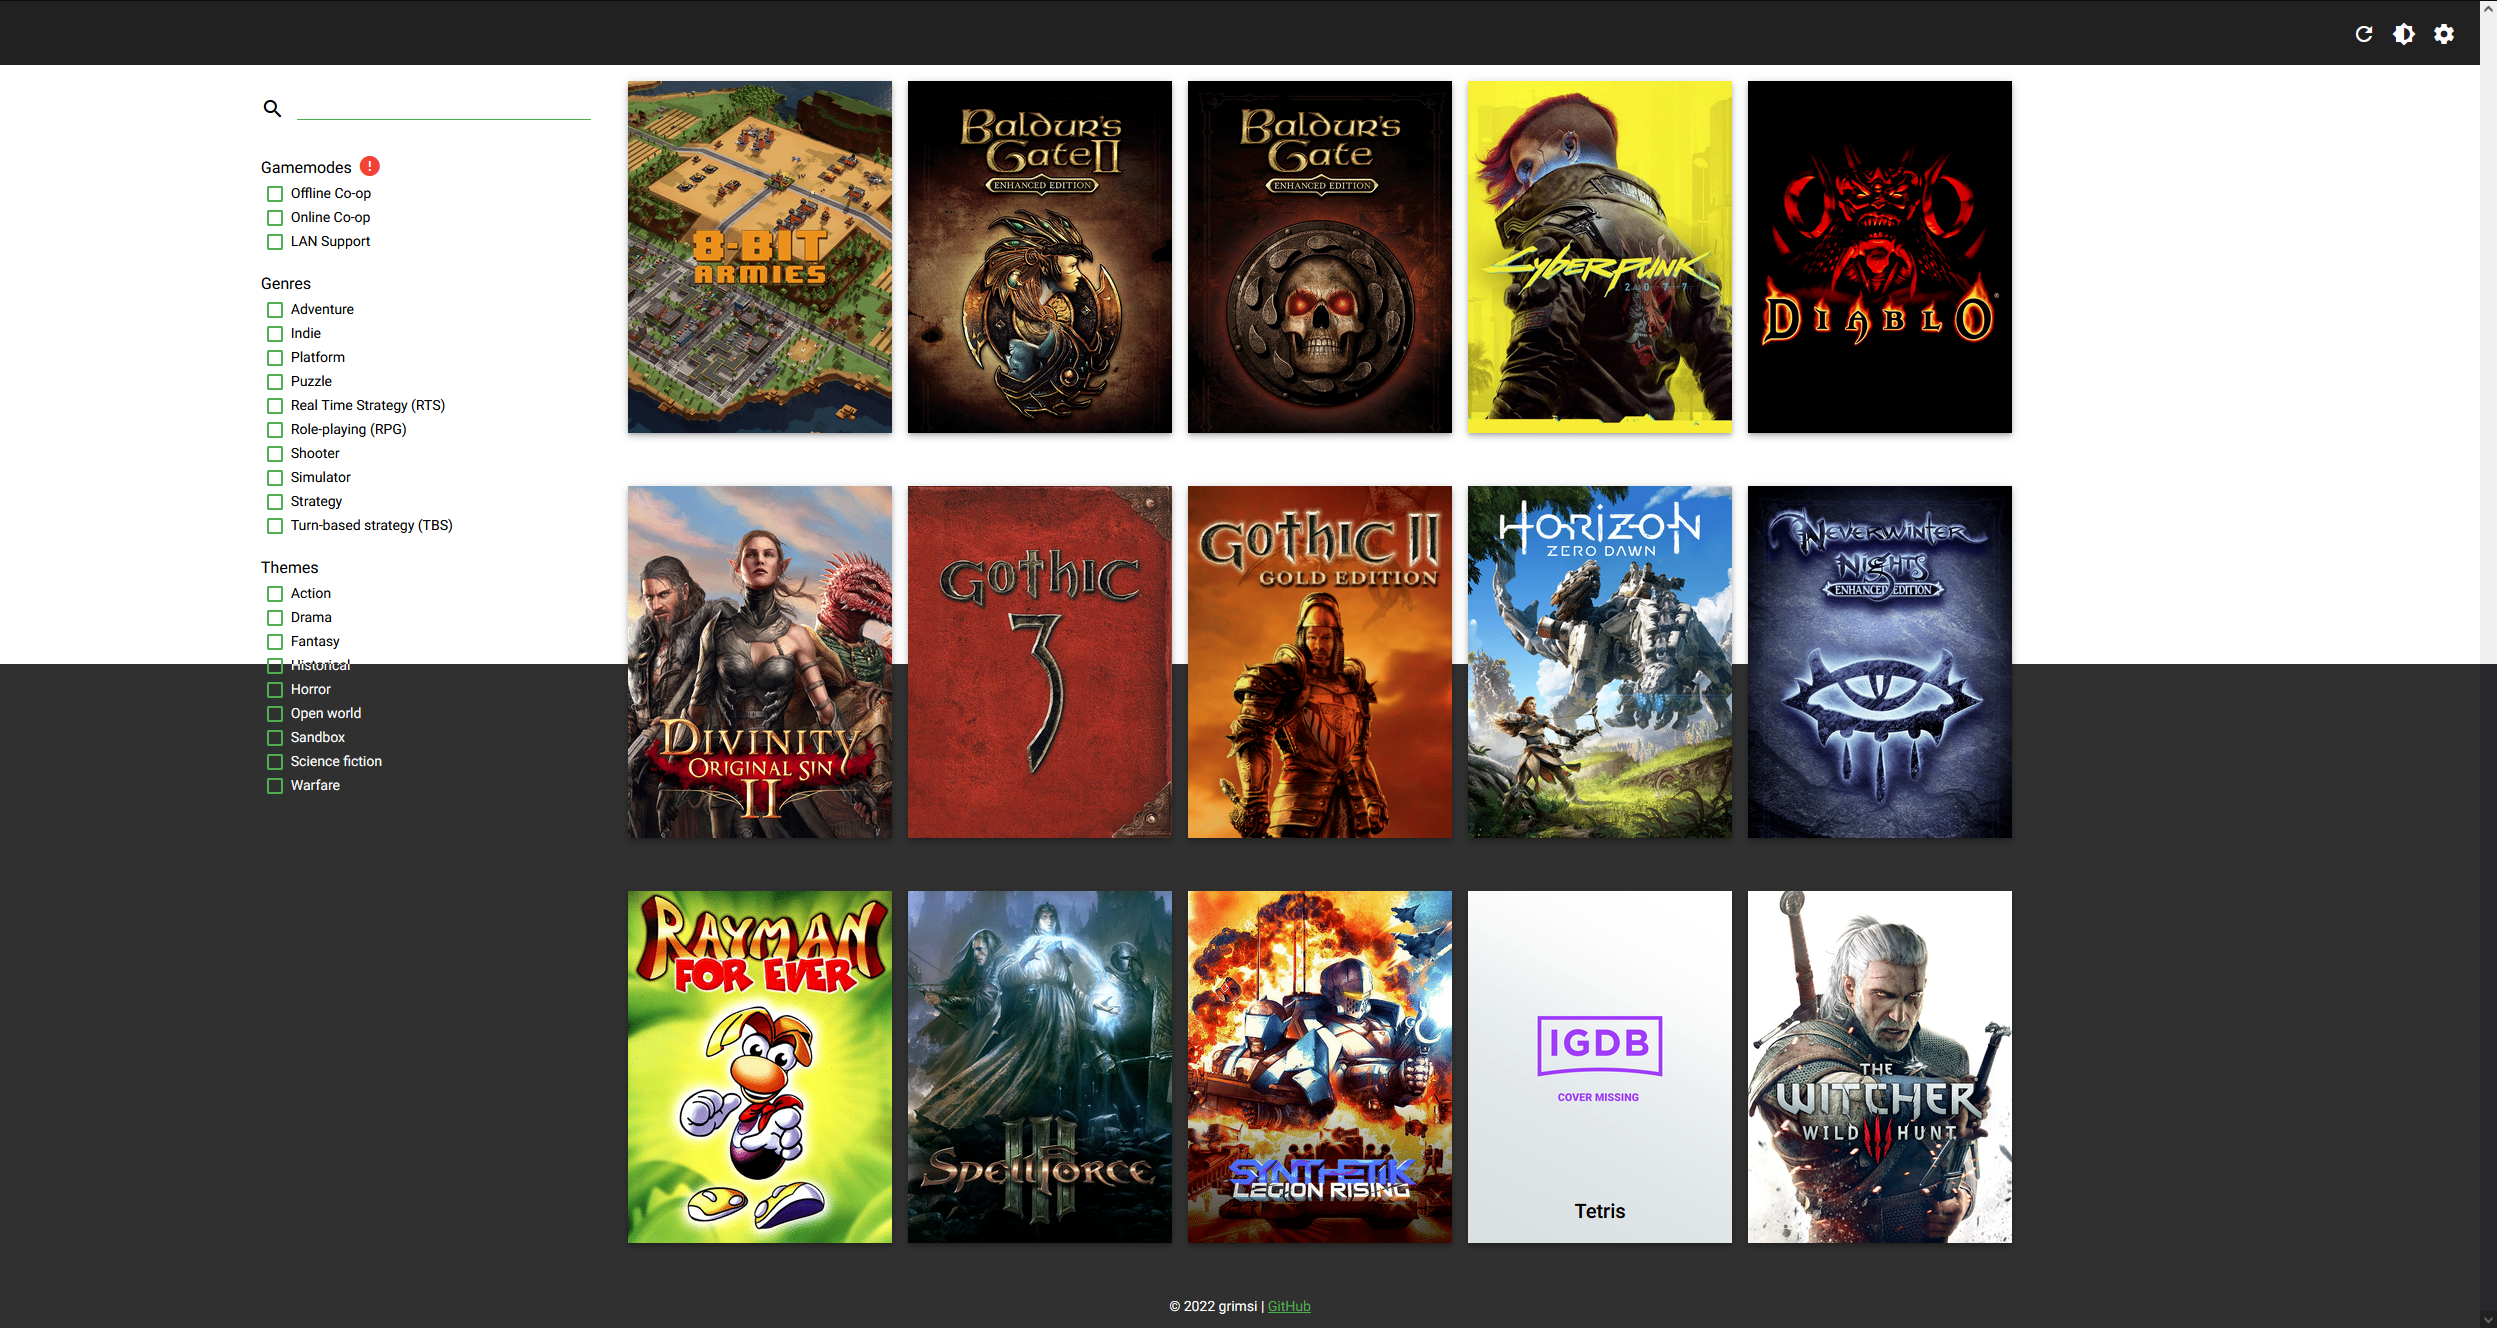 Gamemodes
Offline Co-op
Online Co-op
LAN Support
Genres
Adventure
Indie
Platform
Puzzle
Real Time Strategy (RTS)
Role-playing (RPG)
Shooter
Simulator
Strategy
Turn-based strategy (TBS)
Themes
Action
Drama
Fantasy
Historical
Horror
Open world
Sandbox
Science fiction
Warfare
8-BIT
ARMIES
BALDUR'S
GATE II
ENHANCED EDITION
BALDUR'S
GATE
ENHANCED EDITION
CYBERPUNK
2077
DIABLO
DIVINITY
ORIGINAL SIN
II
GOTHIC
3
GOTHIC II
GOLD EDITION
HORIZON
ZERO DAWN
NEVERWINTER
NIGHTS
ENHANCED EDITION
RAYMAN
FOR EVER
SPELLFORCE
III
SYNTHETIK
LEGION RISING
IGDB
COVER MISSING
Tetris
THE
WITCHER
WILD HUNT
© 2022 grimsi | GitHub